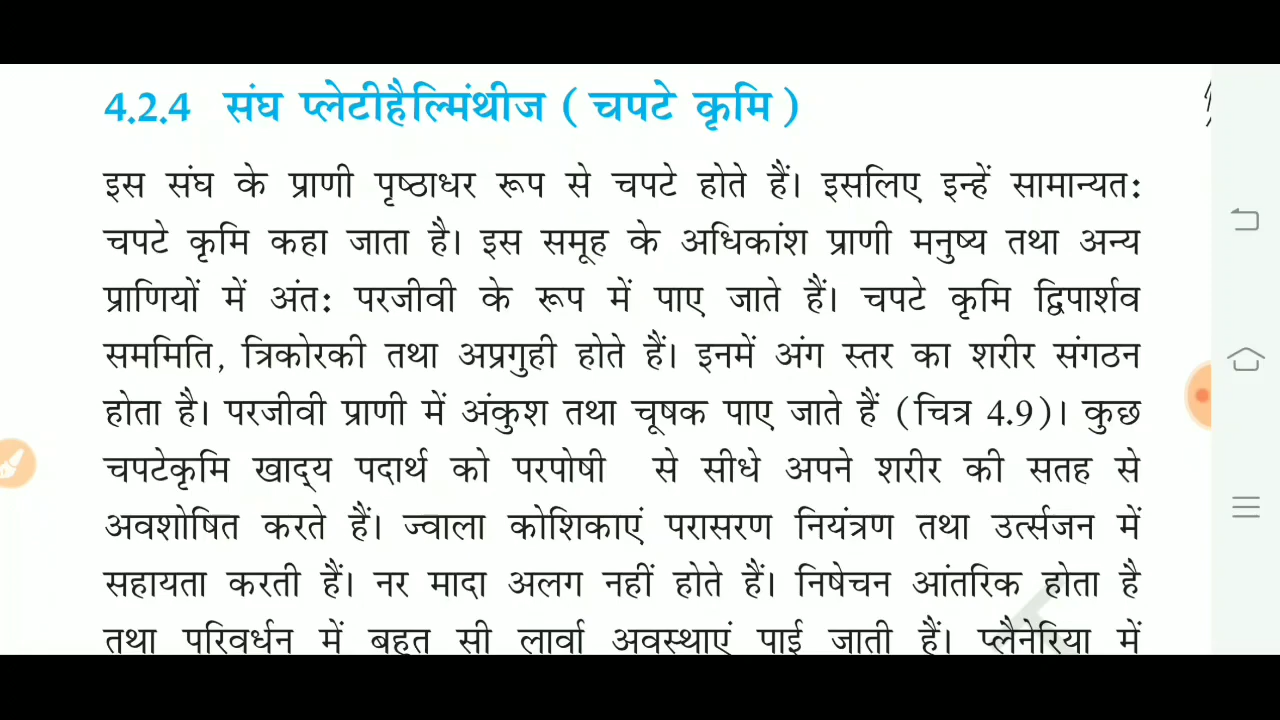 4.2.4 संघ प्लेटीहैल्मिंथीज ( चपटे कृमि )
इस संघ के प्राणी पृष्ठाधर रूप से चपटे होते हैं। इसलिए इन्हें सामान्यत:
चपटे कृमि कहा जाता है। इस समूह के अधिकांश प्राणी मनुष्य तथा अन्य
प्राणियों में अंत: परजीवी के रूप में पाए जाते हैं। चपटे कृमि द्विपार्शव
सममिति, त्रिकोरकी तथा अप्रगुही होते हैं। इनमें अंग स्तर का शरीर संगठन
होता है। परजीवी प्राणी में अंकुश तथा चूषक पाए जाते हैं (चित्र 4.9)। कुछ
चपटेकृमि खाद्य पदार्थ को परपोषी से सीधे अपने शरीर की सतह से
अवशोषित करते हैं। ज्वाला कोशिकाएं परासरण नियंत्रण तथा उर्त्सजन में
सहायता करती हैं। नर मादा अलग नहीं होते हैं। निषेचन आंतरिक होता है
तथा परिवर्धन में बहुत सी लार्वा अवस्थाएं पाई जाती हैं। प्लैनेरिया में